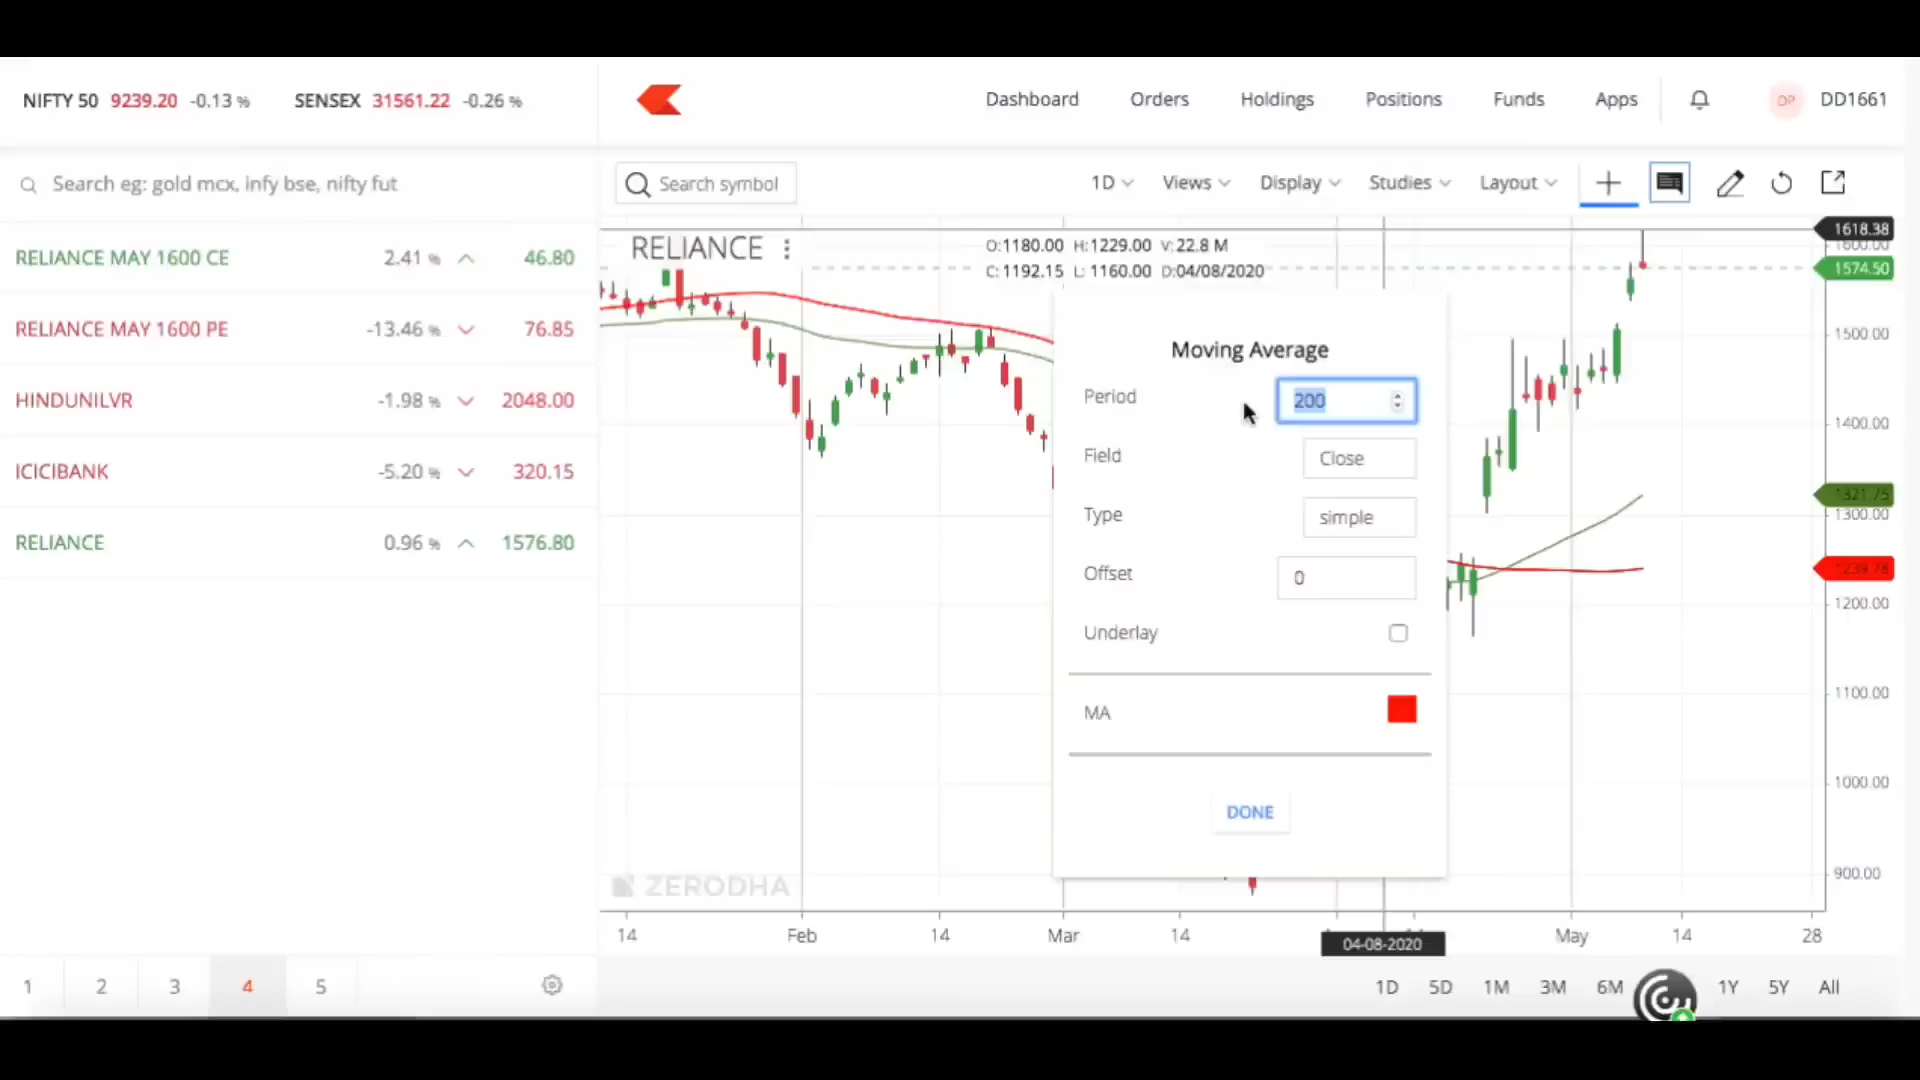 NIFTY 50 9239.20 -0.13 % SENSEX 31561.22 -0.26 %
Dashboard Orders Holdings Positions Funds Apps DP DD1661
Search eg: gold mcx, infy bse, nifty fut
Search symbol 1D Views Display Studies Layout
RELIANCE MAY 1600 CE 2.41 % 46.80
RELIANCE MAY 1600 PE -13.46 % 76.85
HINDUNILVR -1.98 % 2048.00
ICICIBANK -5.20 % 320.15
RELIANCE 0.96 % 1576.80
RELIANCE
O:1180.00 H:1229.00 V:22.8 M
C:1192.15 L: 1160.00 D:04/08/2020
Moving Average
Period 200
Field Close
Type simple
Offset 0
Underlay
MA
DONE
1618.38
1600.00
1574.50
1500.00
1400.00
1321.75
1300.00
1239.78
1200.00
1100.00
1000.00
900.00
ZERODHA
14 Feb 14 Mar 14 04-08-2020 May 14 28
1 2 3 4 5
1D 5D 1M 3M 6M 1Y 5Y All